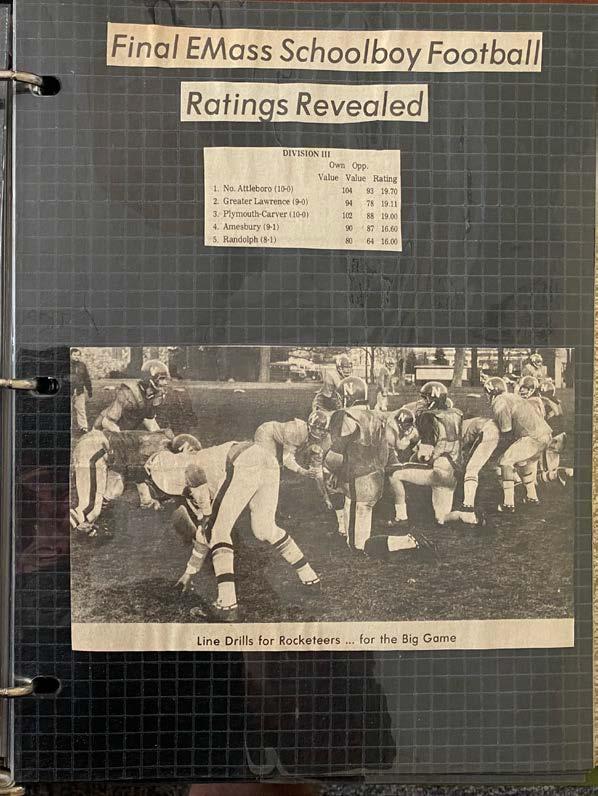 Final EMass Schoolboy Football
Ratings Revealed
DIVISION III
Own Opp.
Value Value Rating
1. No. Attleboro (10-0) 104 93 19.70
2. Greater Lawrence (9-0) 94 78 19.11
3. Plymouth-Carver (10-0) 102 88 19.00
4. Amesbury (9-1) 90 87 16.60
5. Randolph (8-1) 80 64 16.00
Line Drills for Rocketeers ... for the Big Game